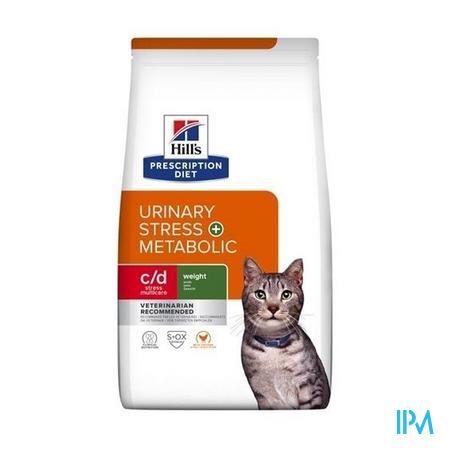 Hill's
PRESCRIPTION
DIET
URINARY
STRESS +
METABOLIC
c/d
stress
multicare
weight
VETERINARIAN
RECOMMENDED
S+OX
IPM